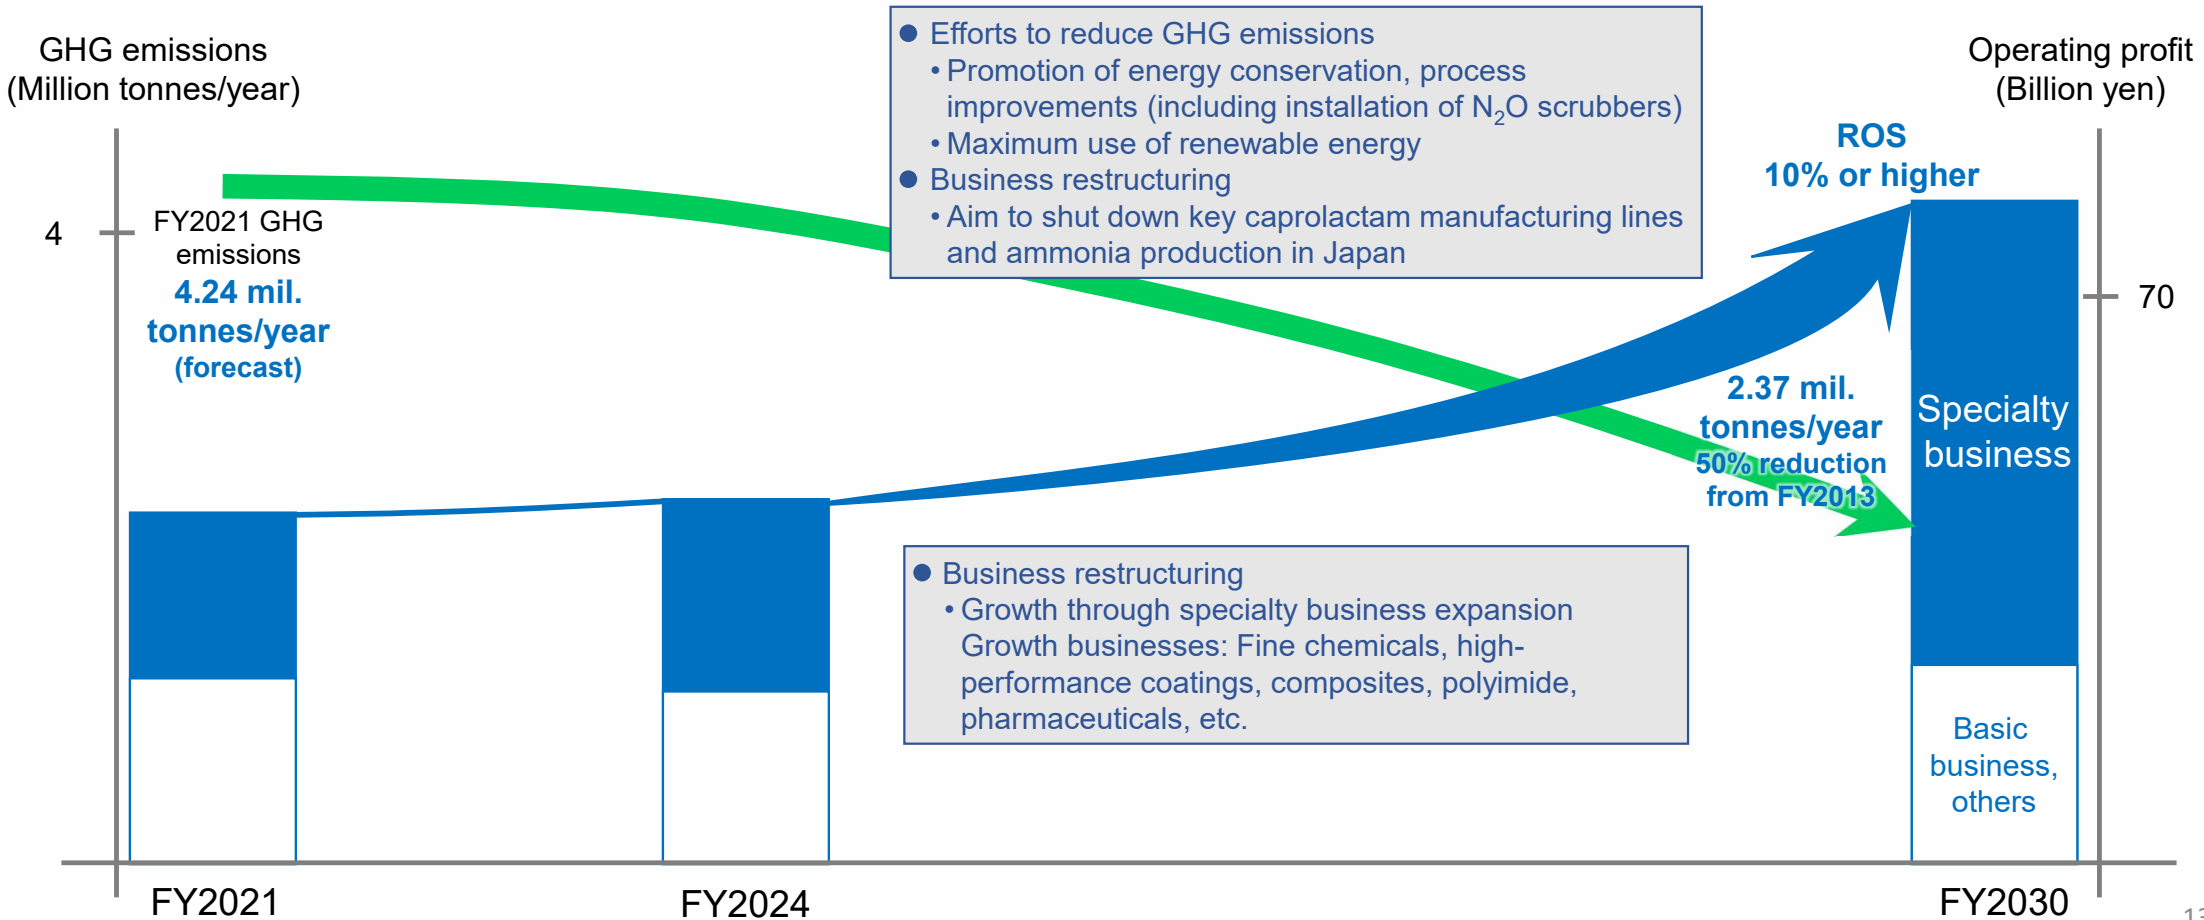 GHG emissions
(Million tonnes/year)
4
FY2021 GHG
emissions
4.24 mil.
tonnes/year
(forecast)
● Efforts to reduce GHG emissions
• Promotion of energy conservation, process
improvements (including installation of N₂O scrubbers)
• Maximum use of renewable energy
● Business restructuring
• Aim to shut down key caprolactam manufacturing lines
and ammonia production in Japan
Operating profit
(Billion yen)
ROS
10% or higher
70
2.37 mil.
tonnes/year
50% reduction
from FY2013
Specialty
business
● Business restructuring
• Growth through specialty business expansion
Growth businesses: Fine chemicals, high-
performance coatings, composites, polyimide,
pharmaceuticals, etc.
Basic
business,
others
FY2021
FY2024
FY2030